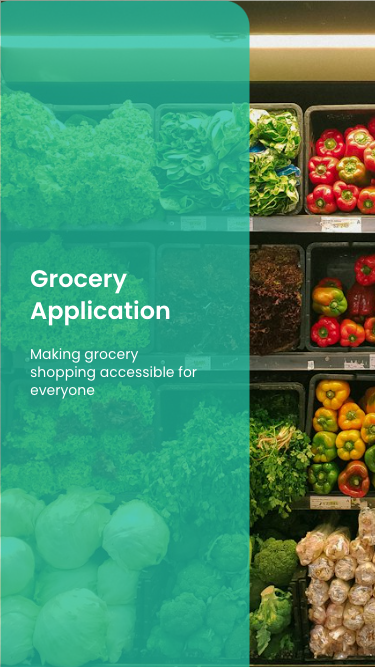 Grocery
Application
Making grocery
shopping accessible for
everyone